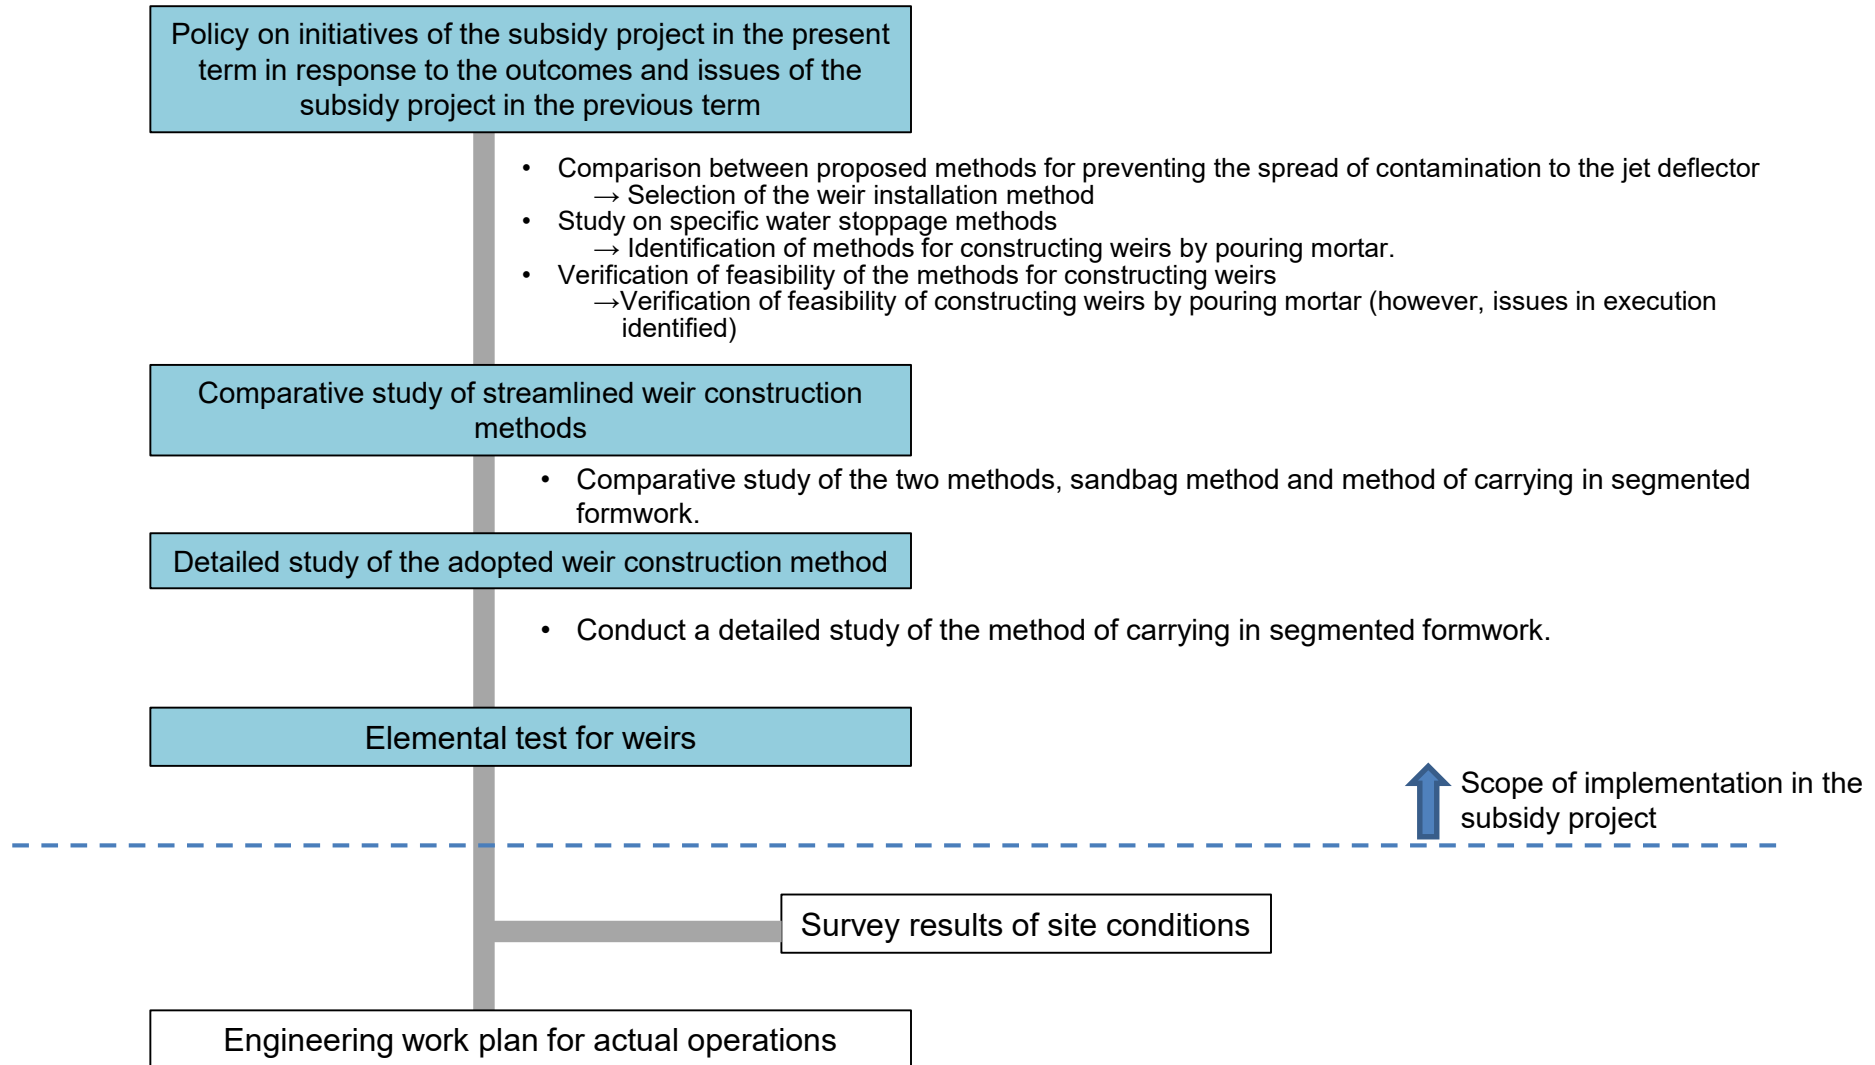 Policy on initiatives of the subsidy project in the present
term in response to the outcomes and issues of the
subsidy project in the previous term
• Comparison between proposed methods for preventing the spread of contamination to the jet deflector
→ Selection of the weir installation method
• Study on specific water stoppage methods
→ Identification of methods for constructing weirs by pouring mortar.
• Verification of feasibility of the methods for constructing weirs
→Verification of feasibility of constructing weirs by pouring mortar (however, issues in execution
identified)
Comparative study of streamlined weir construction
methods
• Comparative study of the two methods, sandbag method and method of carrying in segmented
formwork.
Detailed study of the adopted weir construction method
• Conduct a detailed study of the method of carrying in segmented formwork.
Elemental test for weirs
Scope of implementation in the
subsidy project
Survey results of site conditions
Engineering work plan for actual operations